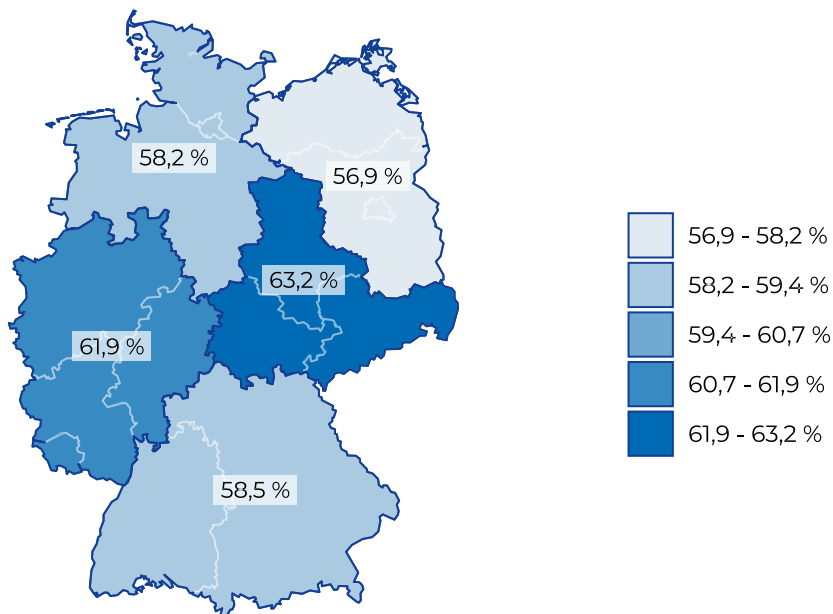 58,2 %
56,9 %
63,2 %
61,9 %
58,5 %
56,9 - 58,2 %
58,2 - 59,4 %
59,4 - 60,7 %
60,7 - 61,9 %
61,9 - 63,2 %